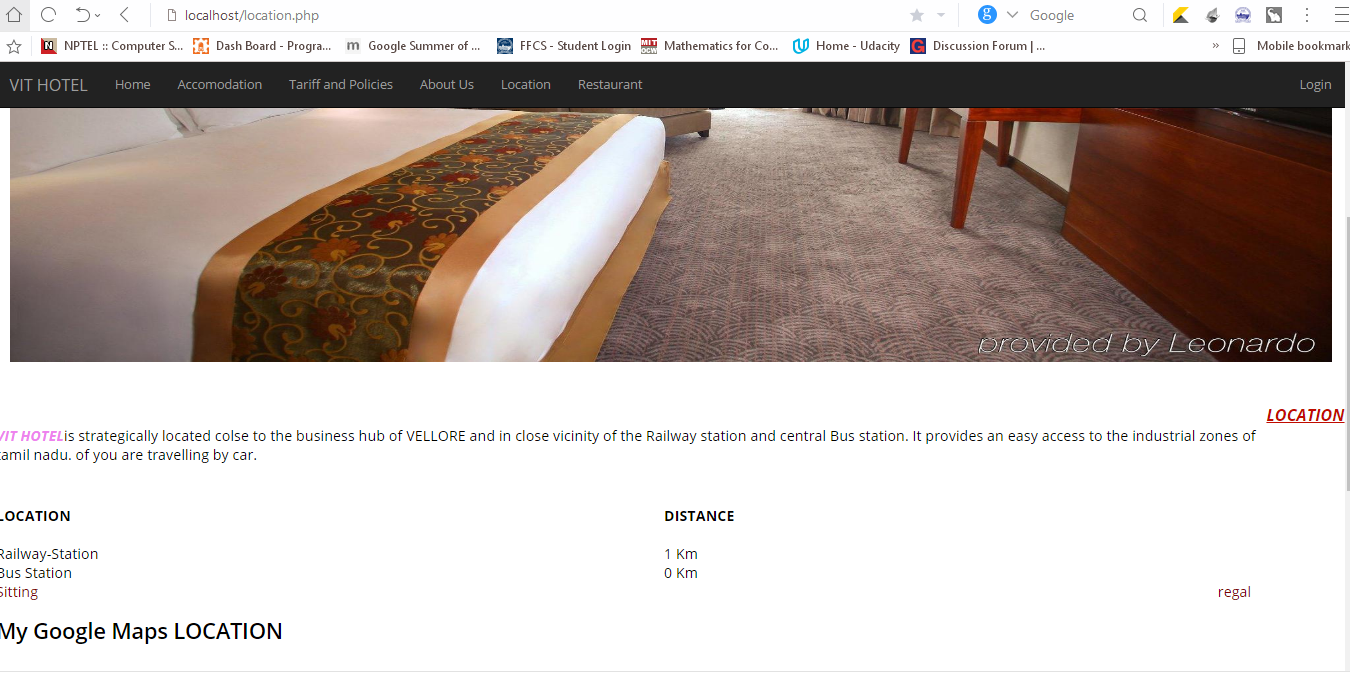 localhost/location.php
Google
NPTEL :: Computer S...
Dash Board - Progra...
Google Summer of ...
FFCS - Student Login
Mathematics for Co...
Home - Udacity
Discussion Forum | ...
Mobile bookmark
VIT HOTEL
Home
Accomodation
Tariff and Policies
About Us
Location
Restaurant
Login
provided by Leonardo
LOCATION
VIT HOTELis strategically located colse to the business hub of VELLORE and in close vicinity of the Railway station and central Bus station. It provides an easy access to the industrial zones of
tamil nadu. of you are travelling by car.
LOCATION DISTANCE
Railway-Station 1 Km
Bus Station 0 Km
Sitting regal
My Google Maps LOCATION